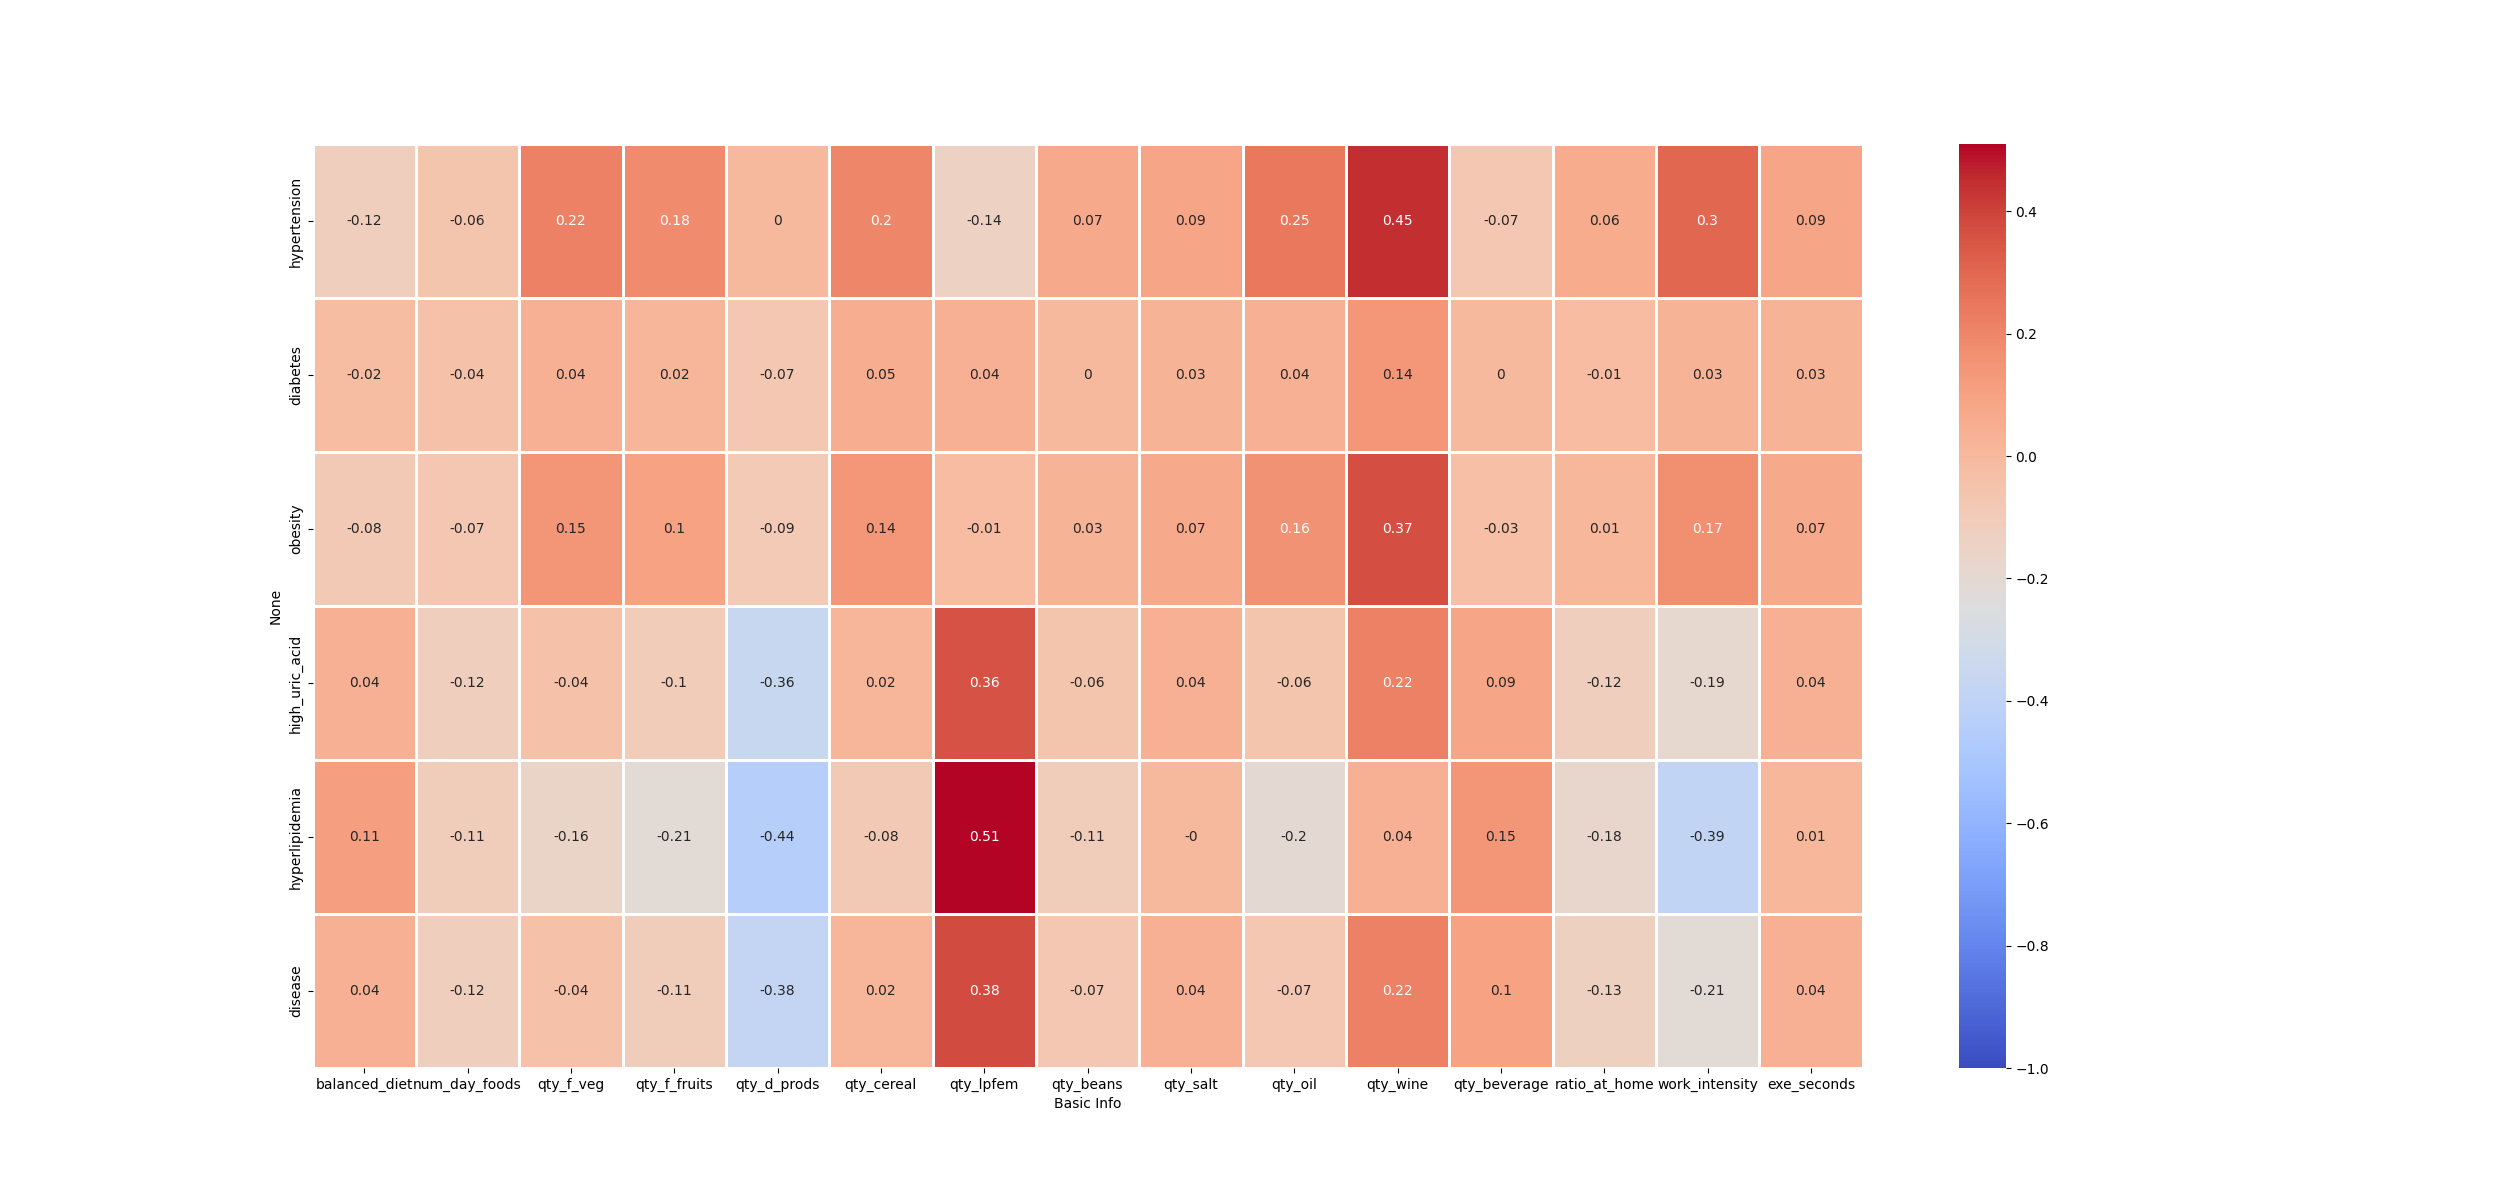 hypertension -0.12 -0.06 0.22 0.18 0 0.2 -0.14 0.07 0.09 0.25 0.45 -0.07 0.06 0.3 0.09
diabetes -0.02 -0.04 0.04 0.02 -0.07 0.05 0.04 0 0.03 0.04 0.14 0 -0.01 0.03 0.03
obesity -0.08 -0.07 0.15 0.1 -0.09 0.14 -0.01 0.03 0.07 0.16 0.37 -0.03 0.01 0.17 0.07
None
high_uric_acid 0.04 -0.12 -0.04 -0.1 -0.36 0.02 0.36 -0.06 0.04 -0.06 0.22 0.09 -0.12 -0.19 0.04
hyperlipidemia 0.11 -0.11 -0.16 -0.21 -0.44 -0.08 0.51 -0.11 -0 -0.2 0.04 0.15 -0.18 -0.39 0.01
disease 0.04 -0.12 -0.04 -0.11 -0.38 0.02 0.38 -0.07 0.04 -0.07 0.22 0.1 -0.13 -0.21 0.04
balanced_diet num_day_foods qty_f_veg qty_f_fruits qty_d_prods qty_cereal qty_lpfem qty_beans qty_salt qty_oil qty_wine qty_beverage ratio_at_home work_intensity exe_seconds
Basic Info
0.4
0.2
0.0
−0.2
−0.4
−0.6
−0.8
−1.0